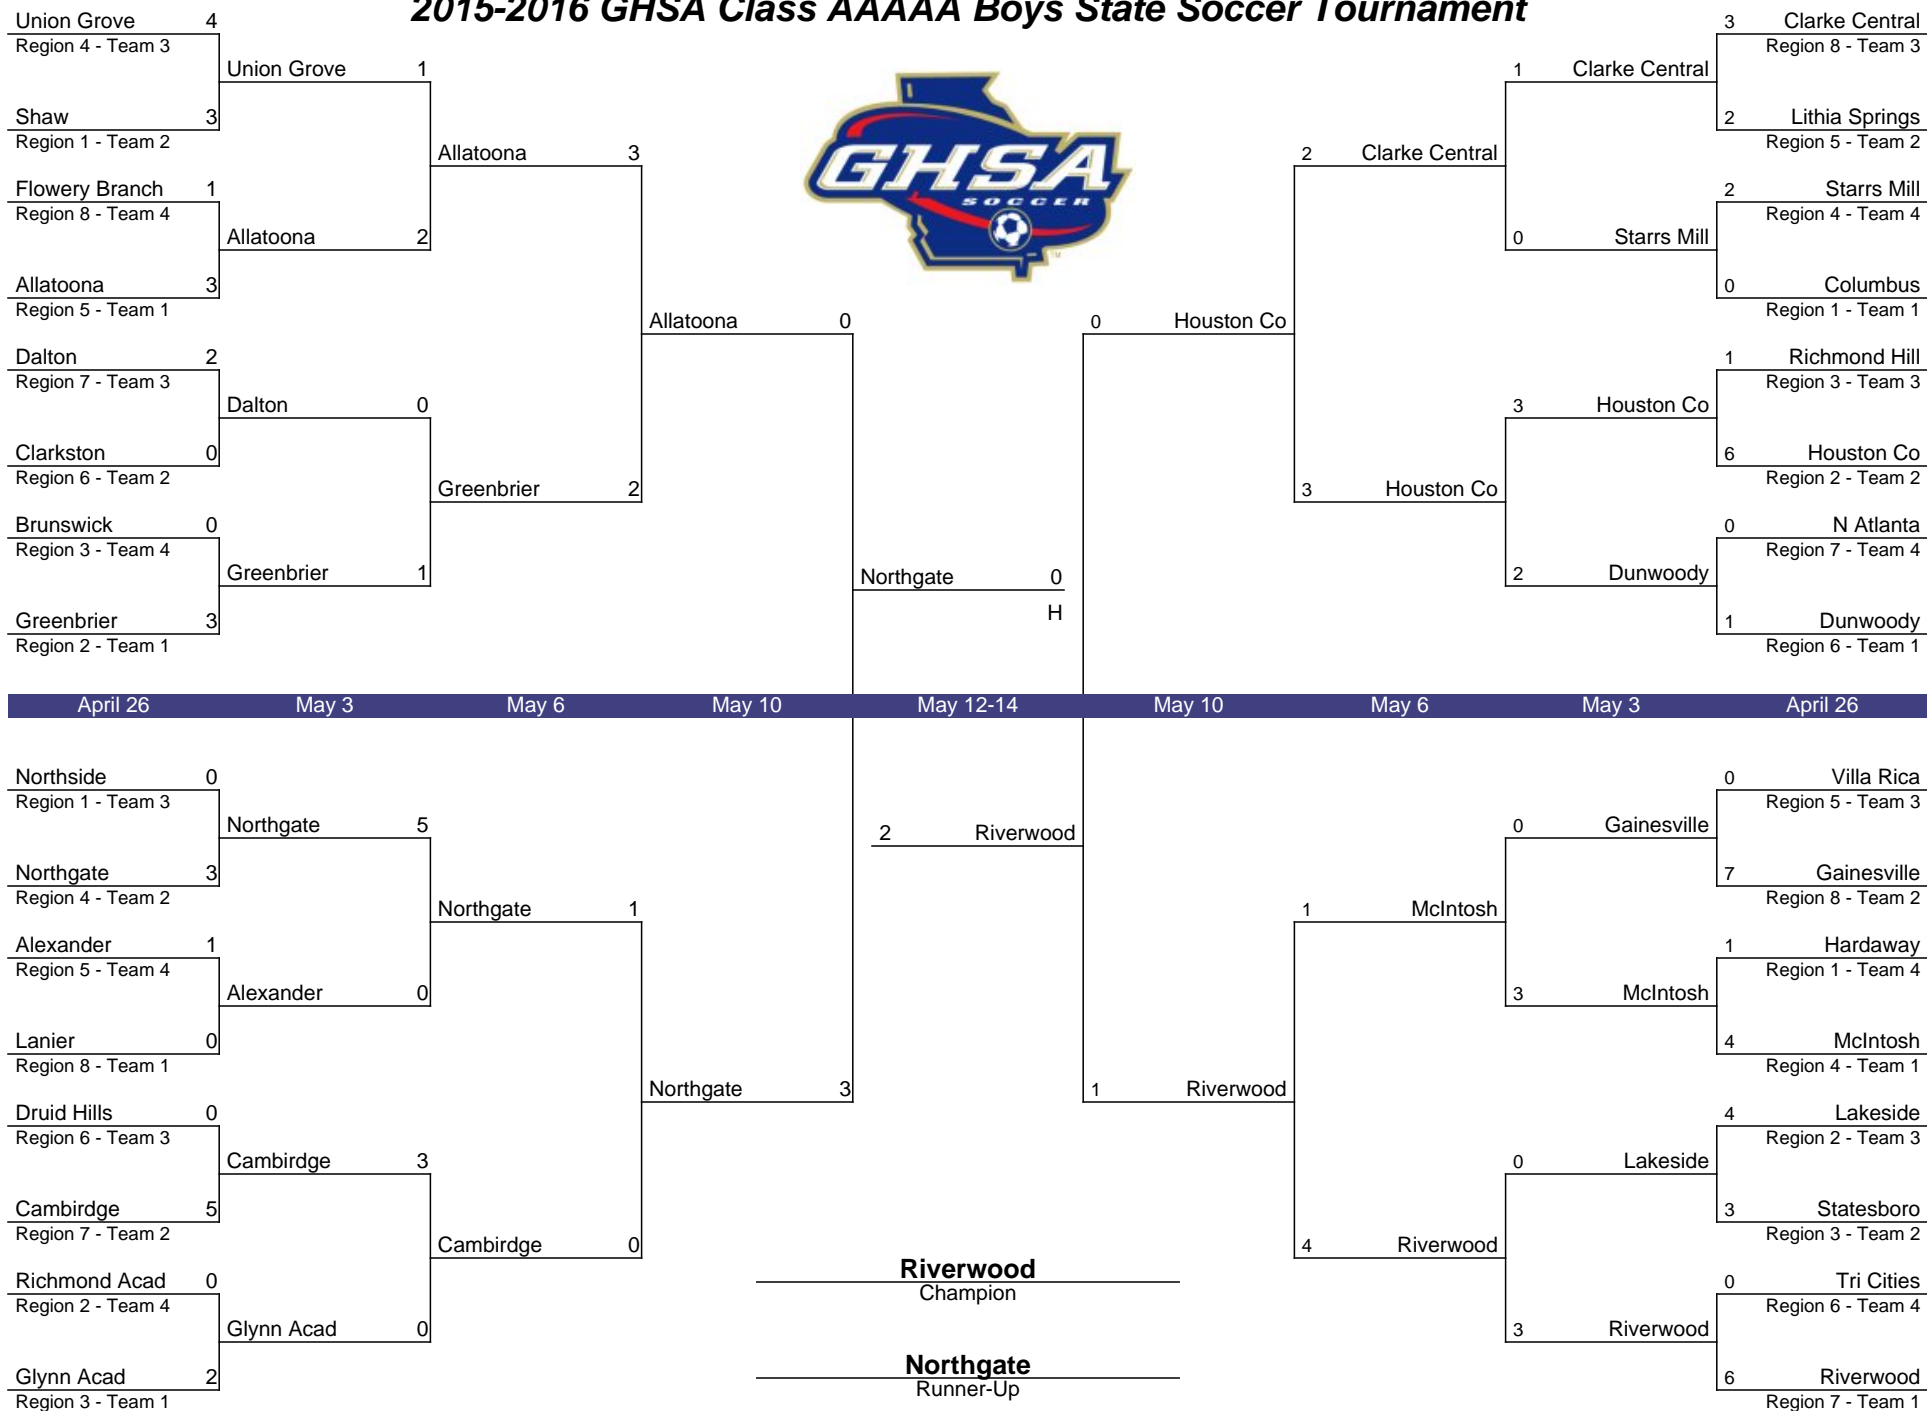 2015-2016 GHSA Class AAAAA Boys State Soccer Tournament
Union Grove 4
Region 4 - Team 3
Shaw 3
Region 1 - Team 2
Flowery Branch 1
Region 8 - Team 4
Allatoona 3
Region 5 - Team 1
Dalton 2
Region 7 - Team 3
Clarkston 0
Region 6 - Team 2
Brunswick 0
Region 3 - Team 4
Greenbrier 3
Region 2 - Team 1
Union Grove 1
Allatoona 2
Dalton 0
Greenbrier 1
Allatoona 3
Greenbrier 2
Allatoona 0
GHSA
SOCCER
TM
Northgate 0
H
0 Houston Co
2 Clarke Central
3 Houston Co
1 Clarke Central
0 Starrs Mill
3 Houston Co
2 Dunwoody
3 Clarke Central
Region 8 - Team 3
2 Lithia Springs
Region 5 - Team 2
2 Starrs Mill
Region 4 - Team 4
0 Columbus
Region 1 - Team 1
1 Richmond Hill
Region 3 - Team 3
6 Houston Co
Region 2 - Team 2
0 N Atlanta
Region 7 - Team 4
1 Dunwoody
Region 6 - Team 1
April 26 May 3 May 6 May 10 May 12-14 May 10 May 6 May 3 April 26
Northside 0
Region 1 - Team 3
Northgate 3
Region 4 - Team 2
Alexander 1
Region 5 - Team 4
Lanier 0
Region 8 - Team 1
Druid Hills 0
Region 6 - Team 3
Cambirdge 5
Region 7 - Team 2
Richmond Acad 0
Region 2 - Team 4
Glynn Acad 2
Region 3 - Team 1
Northgate 5
Alexander 0
Cambirdge 3
Glynn Acad 0
Northgate 1
Cambirdge 0
Northgate 3
2 Riverwood
1 Riverwood
1 McIntosh
4 Riverwood
0 Gainesville
3 McIntosh
0 Lakeside
3 Riverwood
0 Villa Rica
Region 5 - Team 3
7 Gainesville
Region 8 - Team 2
1 Hardaway
Region 1 - Team 4
4 McIntosh
Region 4 - Team 1
4 Lakeside
Region 2 - Team 3
3 Statesboro
Region 3 - Team 2
0 Tri Cities
Region 6 - Team 4
6 Riverwood
Region 7 - Team 1
Riverwood
Champion
Northgate
Runner-Up